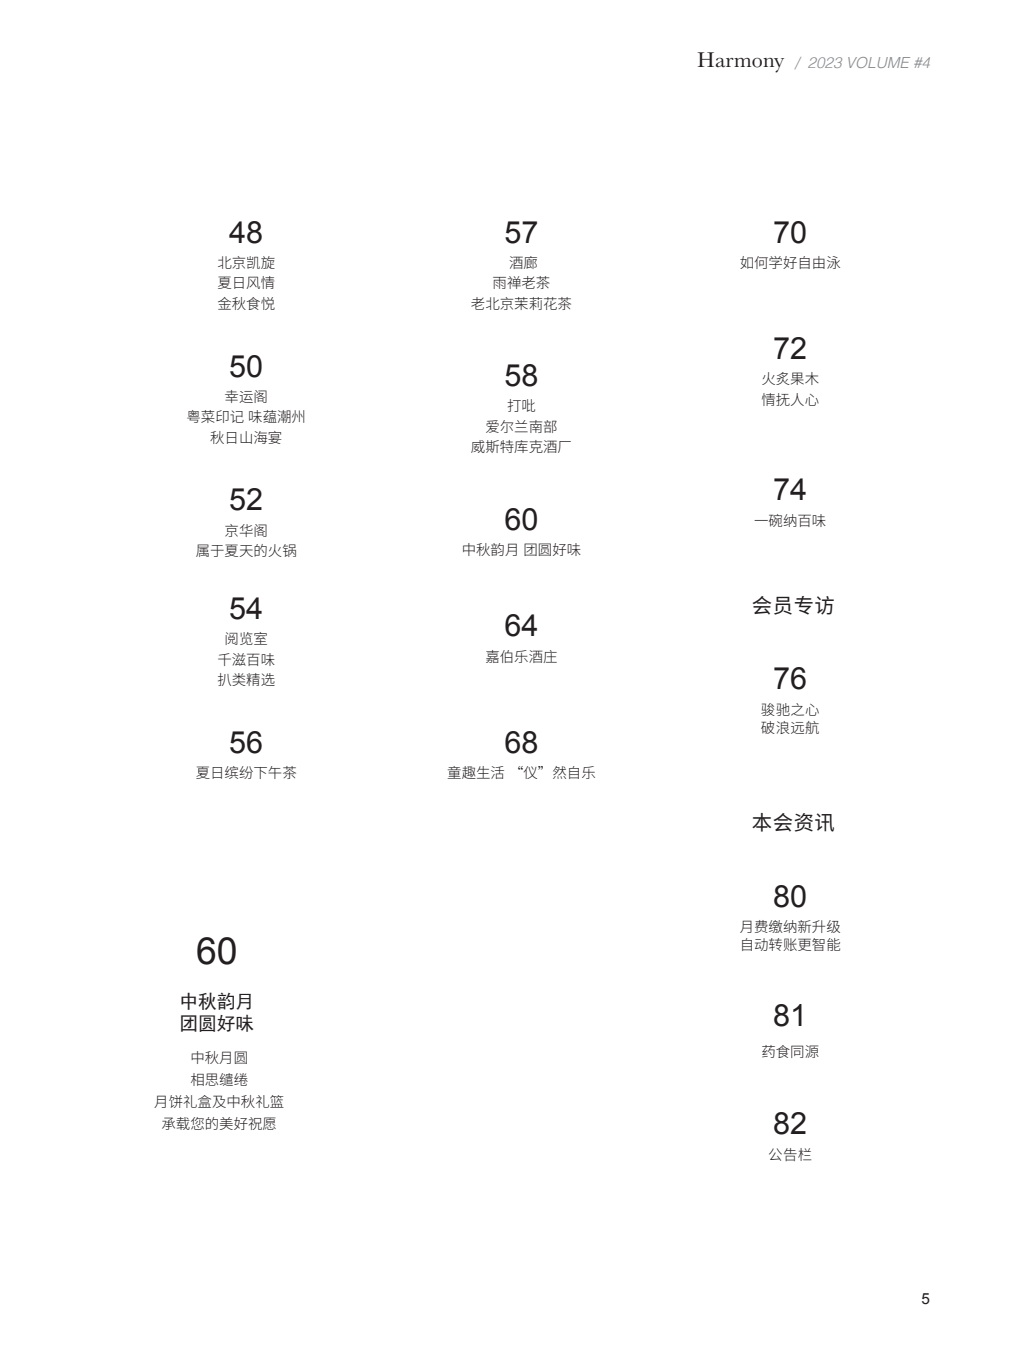 Harmony / 2023 VOLUME #4
48
北京凯旋
夏日风情
金秋食悦
50
幸运阁
粤菜印记 味蕴潮州
秋日山海宴
52
京华阁
属于夏天的火锅
54
阅览室
千滋百味
扒类精选
56
夏日缤纷下午茶
57
酒廊
雨禅老茶
老北京茉莉花茶
58
打吡
爱尔兰南部
威斯特库克酒厂
60
中秋韵月 团圆好味
64
嘉伯乐酒庄
68
童趣生活 “仪”然自乐
70
如何学好自由泳
72
火炙果木
情抚人心
74
一碗纳百味
会员专访
76
骏驰之心
破浪远航
本会资讯
80
月费缴纳新升级
自动转账更智能
81
药食同源
82
公告栏
60
中秋韵月
团圆好味
中秋月圆
相思缱绻
月饼礼盒及中秋礼篮
承载您的美好祝愿
5